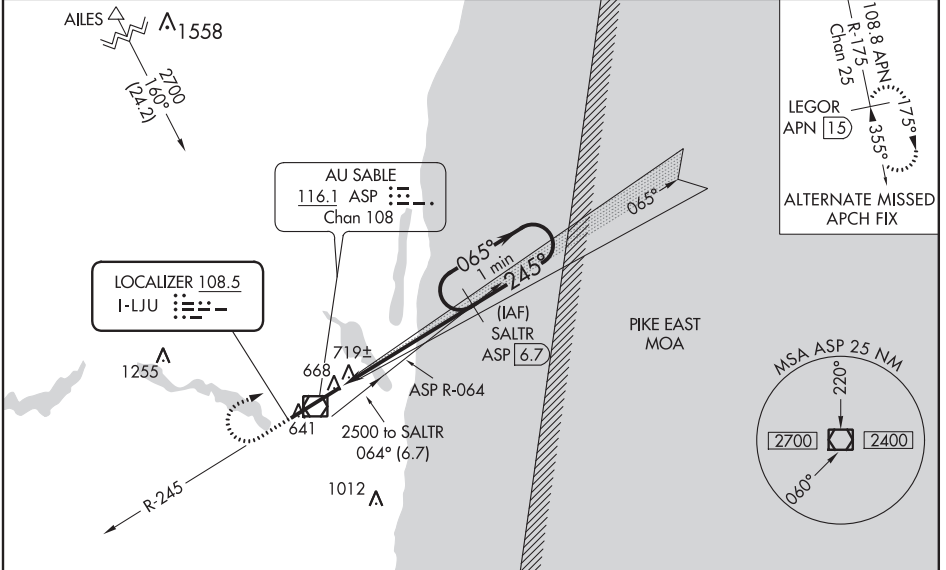 AILES
1558
2700
160°
(24.2)
108.8 APN
R-175
Chan 25
LEGOR
APN 15
175°
355°
ALTERNATE MISSED
APCH FIX
AU SABLE
116.1 ASP
Chan 108
065°
065°
1 min
245°
LOCALIZER 108.5
I-LJU
(IAF)
SALTR
ASP 6.7
PIKE EAST
MOA
1255
719±
668
641
ASP R-064
2500 to SALTR
064° (6.7)
R-245
1012
MSA ASP 25 NM
220°
2700
2400
060°